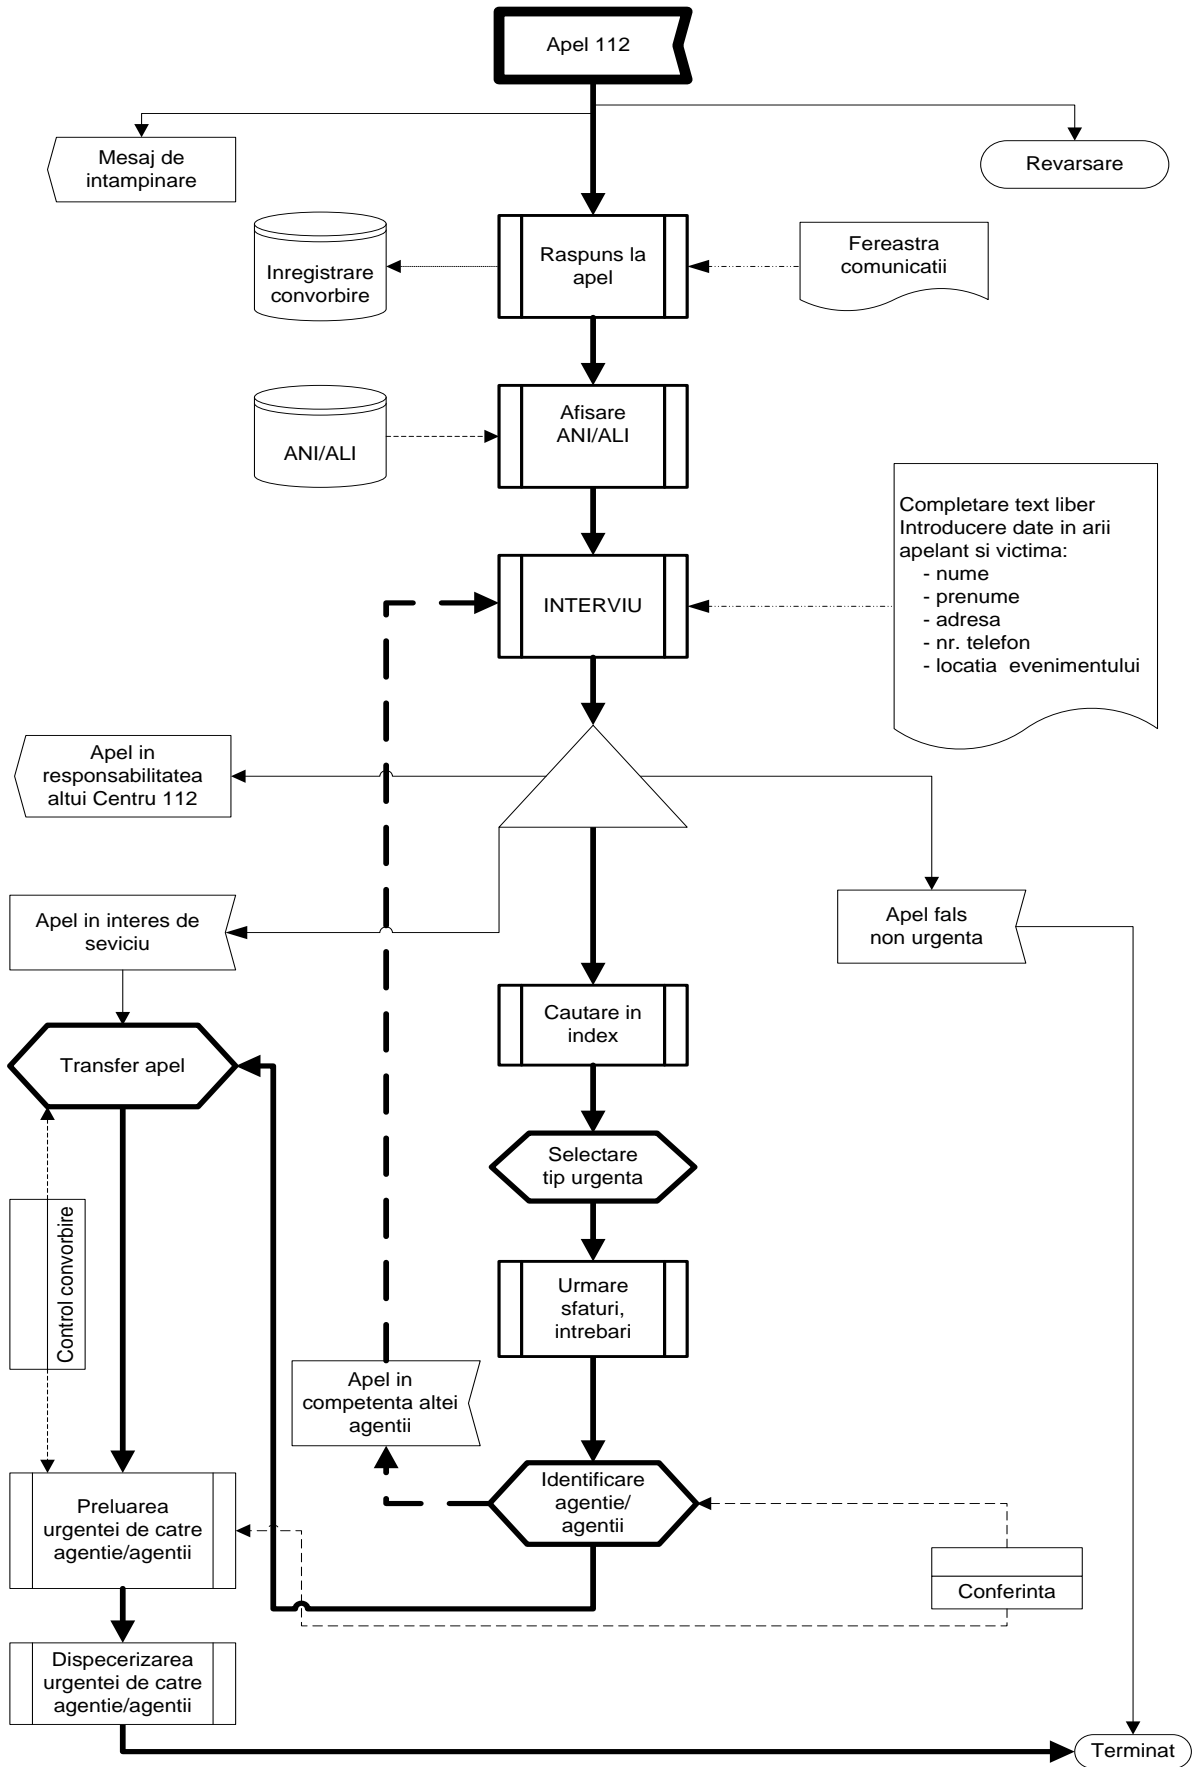 Apel 112
Mesaj de
intampinare
Revarsare
Raspuns la
apel
Inregistrare
convorbire
Fereastra
comunicatii
Afisare
ANI/ALI
ANI/ALI
Completare text liber
Introducere date in arii
apelant si victima:
- nume
- prenume
- adresa
- nr. telefon
- locatia evenimentului
INTERVIU
Apel in
responsabilitatea
altui Centru 112
Apel in interes de
seviciu
Apel fals
non urgenta
Cautare in
index
Transfer apel
Selectare
tip urgenta
Control convorbire
Urmare
sfaturi,
intrebari
Apel in
competenta altei
agentii
Identificare
agentie/
agentii
Preluarea
urgentei de catre
agentie/agentii
Conferinta
Dispecerizarea
urgentei de catre
agentie/agentii
Terminat